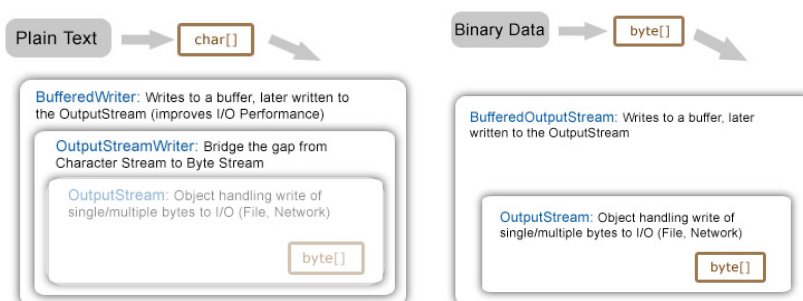 Plain Text
char[]
BufferedWriter: Writes to a buffer, later written to
the OutputStream (improves I/O Performance)
OutputStreamWriter: Bridge the gap from
Character Stream to Byte Stream
OutputStream: Object handling write of
single/multiple bytes to I/O (File, Network)
byte[]
Binary Data
byte[]
BufferedOutputStream: Writes to a buffer, later
written to the OutputStream
OutputStream: Object handling write of
single/multiple bytes to I/O (File, Network)
byte[]